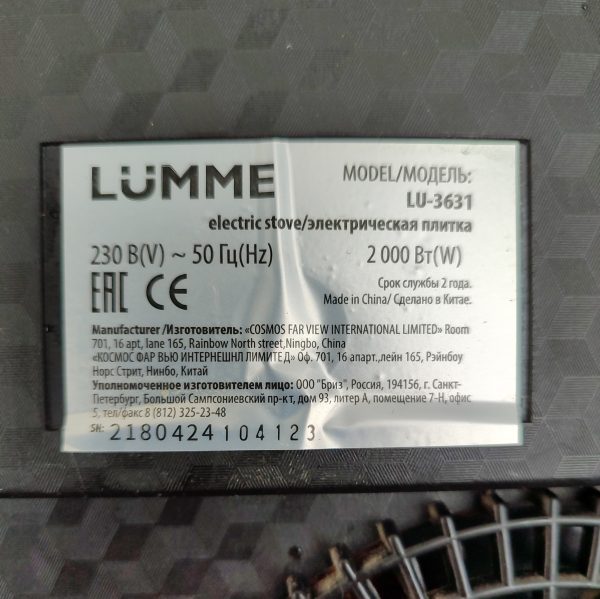 LÜMME
MODEL/МОДЕЛЬ:
LU-3631
electric stove/электрическая плитка
230 В(V) ~ 50 Гц(Hz) 2 000 Вт(W)
Срок службы 2 года.
EAC CE Made in China/ Сделано в Китае.
Manufacturer /Изготовитель: «COSMOS FAR VIEW INTERNATIONAL LIMITED» Room
701, 16 apt, lane 165, Rainbow North street,Ningbo, China
«КОСМОС ФАР ВЬЮ ИНТЕРНЕШНЛ ЛИМИТЕД» Оф. 701, 16 апарт.,лейн 165, Рэйнбоу
Норс Стрит, Нинбо, Китай
Уполномоченное изготовителем лицо: ООО "Бриз", Россия, 194156, г. Санкт-
Петербург, Большой Сампсониевский пр-кт, дом 93, литер А, помещение 7-Н, офис
5, тел/факс 8 (812) 325-23-48
SN: 2180424104123